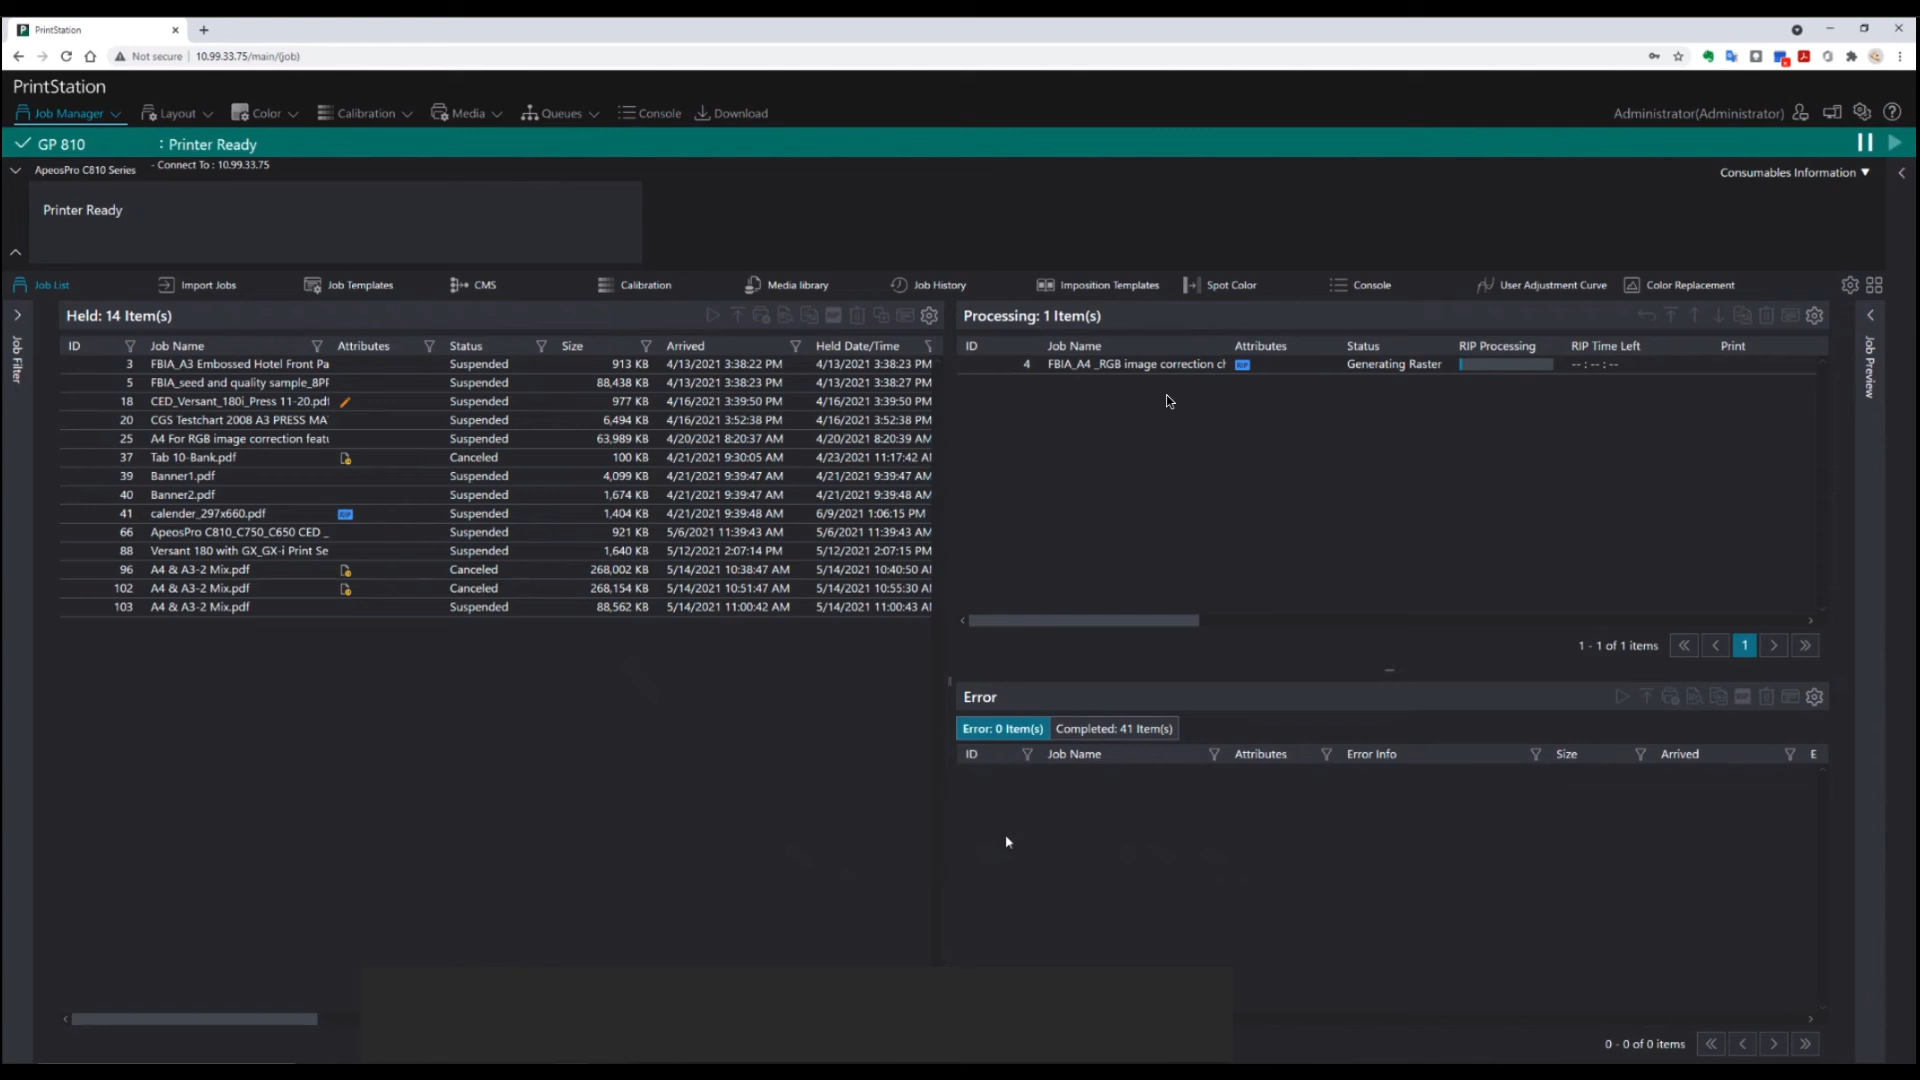 PrintStation
Not secure 10.99.33.75/main/(job)
PrintStation
Job Manager Layout Color Calibration Media Queues Console Download Administrator(Administrator)
GP 810 : Printer Ready
ApeosPro C810 Series - Connect To : 10.99.33.75 Consumables Information
Printer Ready
Job List Import Jobs Job Templates CMS Calibration Media library Job History Imposition Templates Spot Color Console User Adjustment Curve Color Replacement
Held: 14 Item(s)
ID Job Name Attributes Status Size Arrived Held Date/Time
3 FBIA_A3 Embossed Hotel Front Pa Suspended 913 KB 4/13/2021 3:38:22 PM 4/13/2021 3:38:23 PM
5 FBIA_seed and quality sample_8PF Suspended 88,438 KB 4/13/2021 3:38:23 PM 4/13/2021 3:38:27 PM
18 CED_Versant_180i_Press 11-20.pdf Suspended 977 KB 4/16/2021 3:39:50 PM 4/16/2021 3:39:50 PM
20 CGS Testchart 2008 A3 PRESS MA Suspended 6,494 KB 4/16/2021 3:52:38 PM 4/16/2021 3:52:38 PM
25 A4 For RGB image correction featu Suspended 63,989 KB 4/20/2021 8:20:37 AM 4/20/2021 8:20:39 AM
37 Tab 10-Bank.pdf Canceled 100 KB 4/21/2021 9:30:05 AM 4/23/2021 11:17:42 AM
39 Banner1.pdf Suspended 4,099 KB 4/21/2021 9:39:47 AM 4/21/2021 9:39:47 AM
40 Banner2.pdf Suspended 1,674 KB 4/21/2021 9:39:47 AM 4/21/2021 9:39:48 AM
41 calender_297x660.pdf RIP Suspended 1,404 KB 4/21/2021 9:39:48 AM 6/9/2021 1:06:15 PM
66 ApeosPro C810_C750_C650 CED _ Suspended 921 KB 5/6/2021 11:39:43 AM 5/6/2021 11:39:43 AM
88 Versant 180 with GX_GX-i Print Se Suspended 1,640 KB 5/12/2021 2:07:14 PM 5/12/2021 2:07:15 PM
96 A4 & A3-2 Mix.pdf Canceled 268,002 KB 5/14/2021 10:38:47 AM 5/14/2021 10:40:50 A
102 A4 & A3-2 Mix.pdf Canceled 268,154 KB 5/14/2021 10:51:47 AM 5/14/2021 10:55:30 A
103 A4 & A3-2 Mix.pdf Suspended 88,562 KB 5/14/2021 11:00:42 AM 5/14/2021 11:00:43 A
Job Filter
Processing: 1 Item(s)
ID Job Name Attributes Status RIP Processing RIP Time Left Print
4 FBIA_A4 _RGB image correction cl RIP Generating Raster -- : -- : --
1 - 1 of 1 items 1
Error
Error: 0 Item(s) Completed: 41 Item(s)
ID Job Name Attributes Error Info Size Arrived E
0 - 0 of 0 items
Job Preview